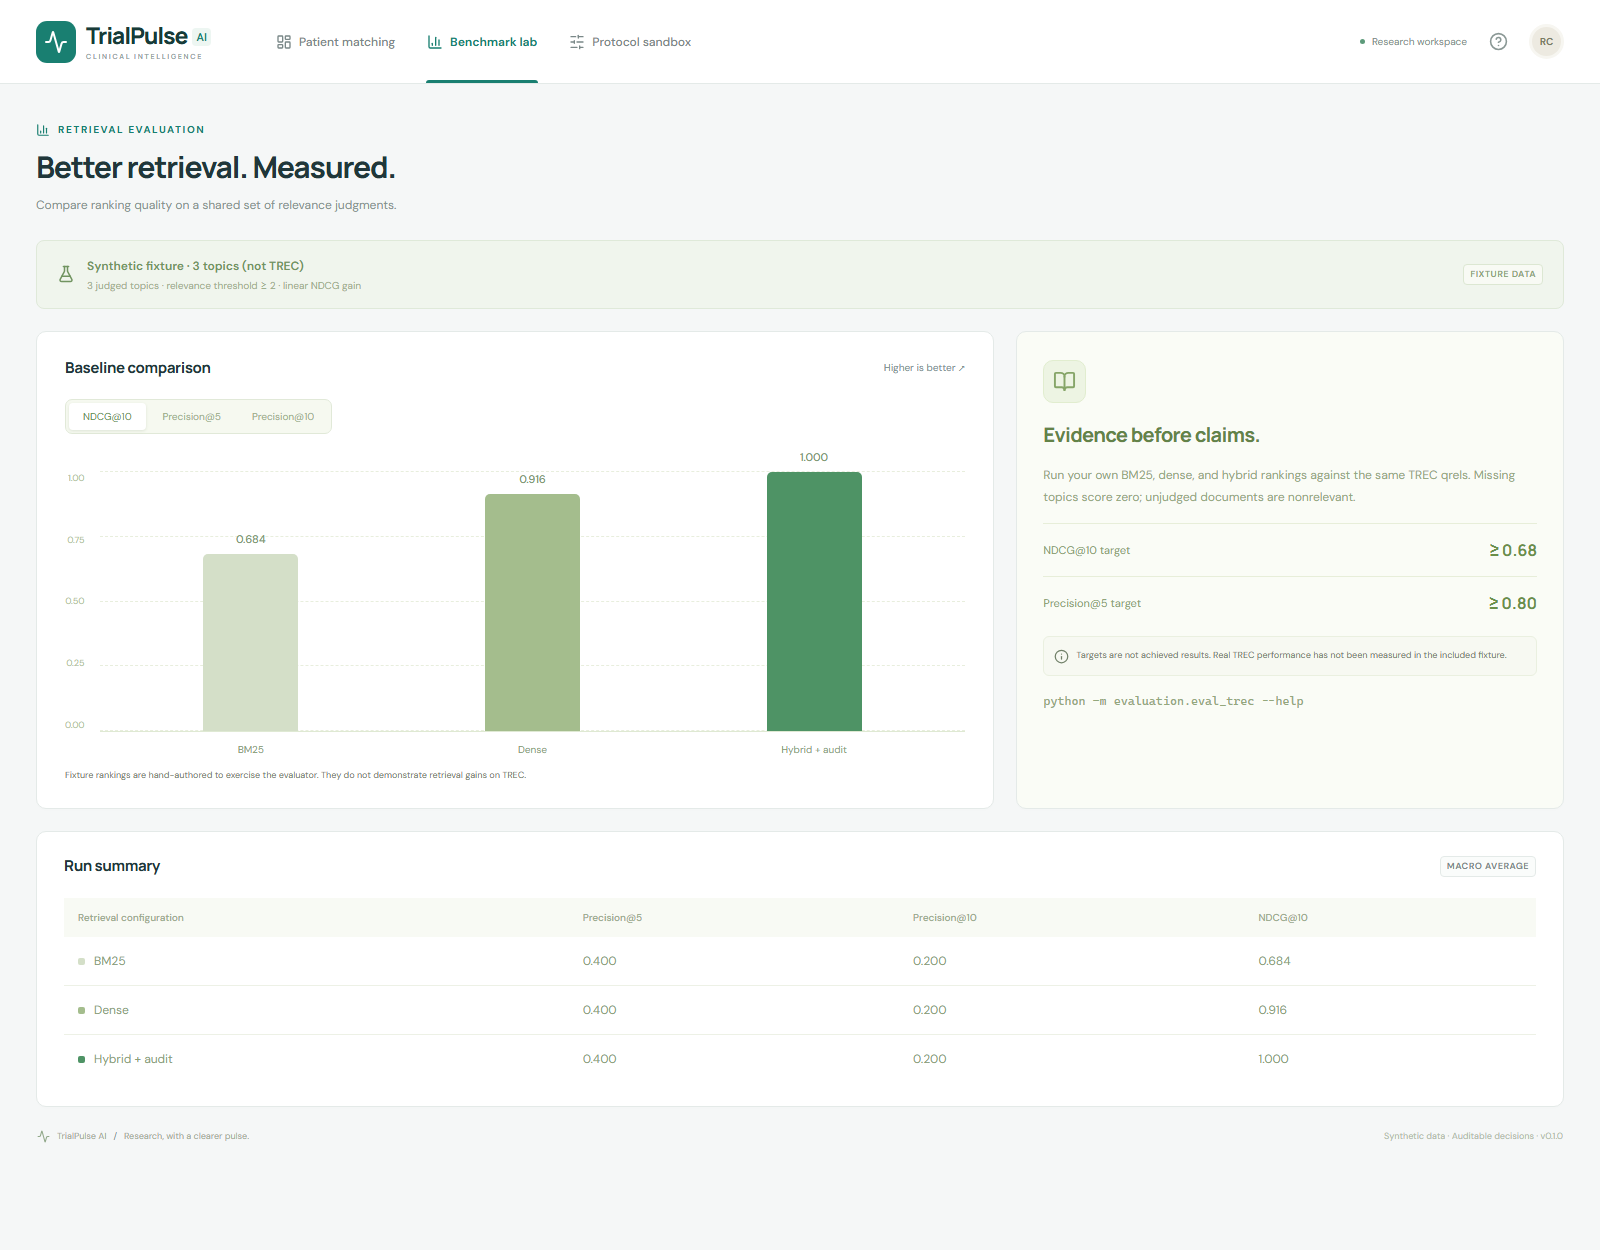 TrialPulse AI
CLINICAL INTELLIGENCE
Patient matching
Benchmark lab
Protocol sandbox
Research workspace
RC
RETRIEVAL EVALUATION
Better retrieval. Measured.
Compare ranking quality on a shared set of relevance judgments.
Synthetic fixture · 3 topics (not TREC)
3 judged topics · relevance threshold ≥ 2 · linear NDCG gain
FIXTURE DATA
Baseline comparison
Higher is better ↗
NDCG@10
Precision@5
Precision@10
1.00
0.75
0.50
0.25
0.00
0.684
0.916
1.000
BM25
Dense
Hybrid + audit
Fixture rankings are hand-authored to exercise the evaluator. They do not demonstrate retrieval gains on TREC.
Evidence before claims.
Run your own BM25, dense, and hybrid rankings against the same TREC qrels. Missing
topics score zero; unjudged documents are nonrelevant.
NDCG@10 target
≥ 0.68
Precision@5 target
≥ 0.80
Targets are not achieved results. Real TREC performance has not been measured in the included fixture.
python -m evaluation.eval_trec --help
Run summary
MACRO AVERAGE
Retrieval configuration Precision@5 Precision@10 NDCG@10
BM25 0.400 0.200 0.684
Dense 0.400 0.200 0.916
Hybrid + audit 0.400 0.200 1.000
TrialPulse AI / Research, with a clearer pulse.
Synthetic data · Auditable decisions · v0.1.0